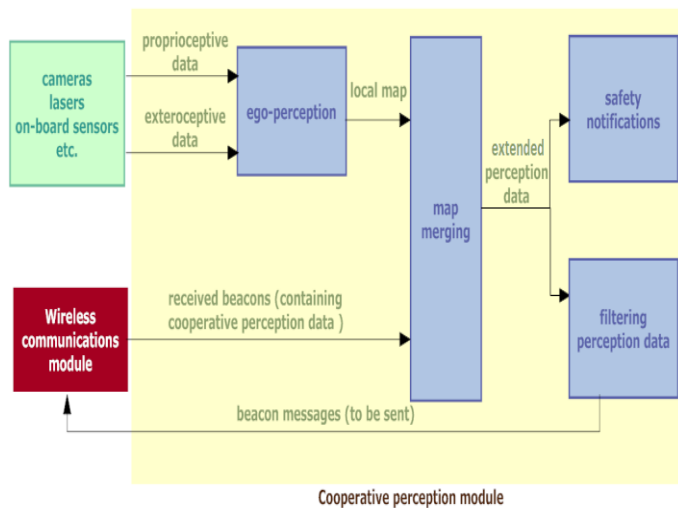 proprioceptive
data
cameras
lasers
on-board sensors
etc.
exteroceptive
data
ego-perception
local map
map
merging
extended
perception
data
safety
notifications
Wireless
communications
module
received beacons (containing
cooperative perception data )
filtering
perception data
beacon messages (to be sent)
Cooperative perception module